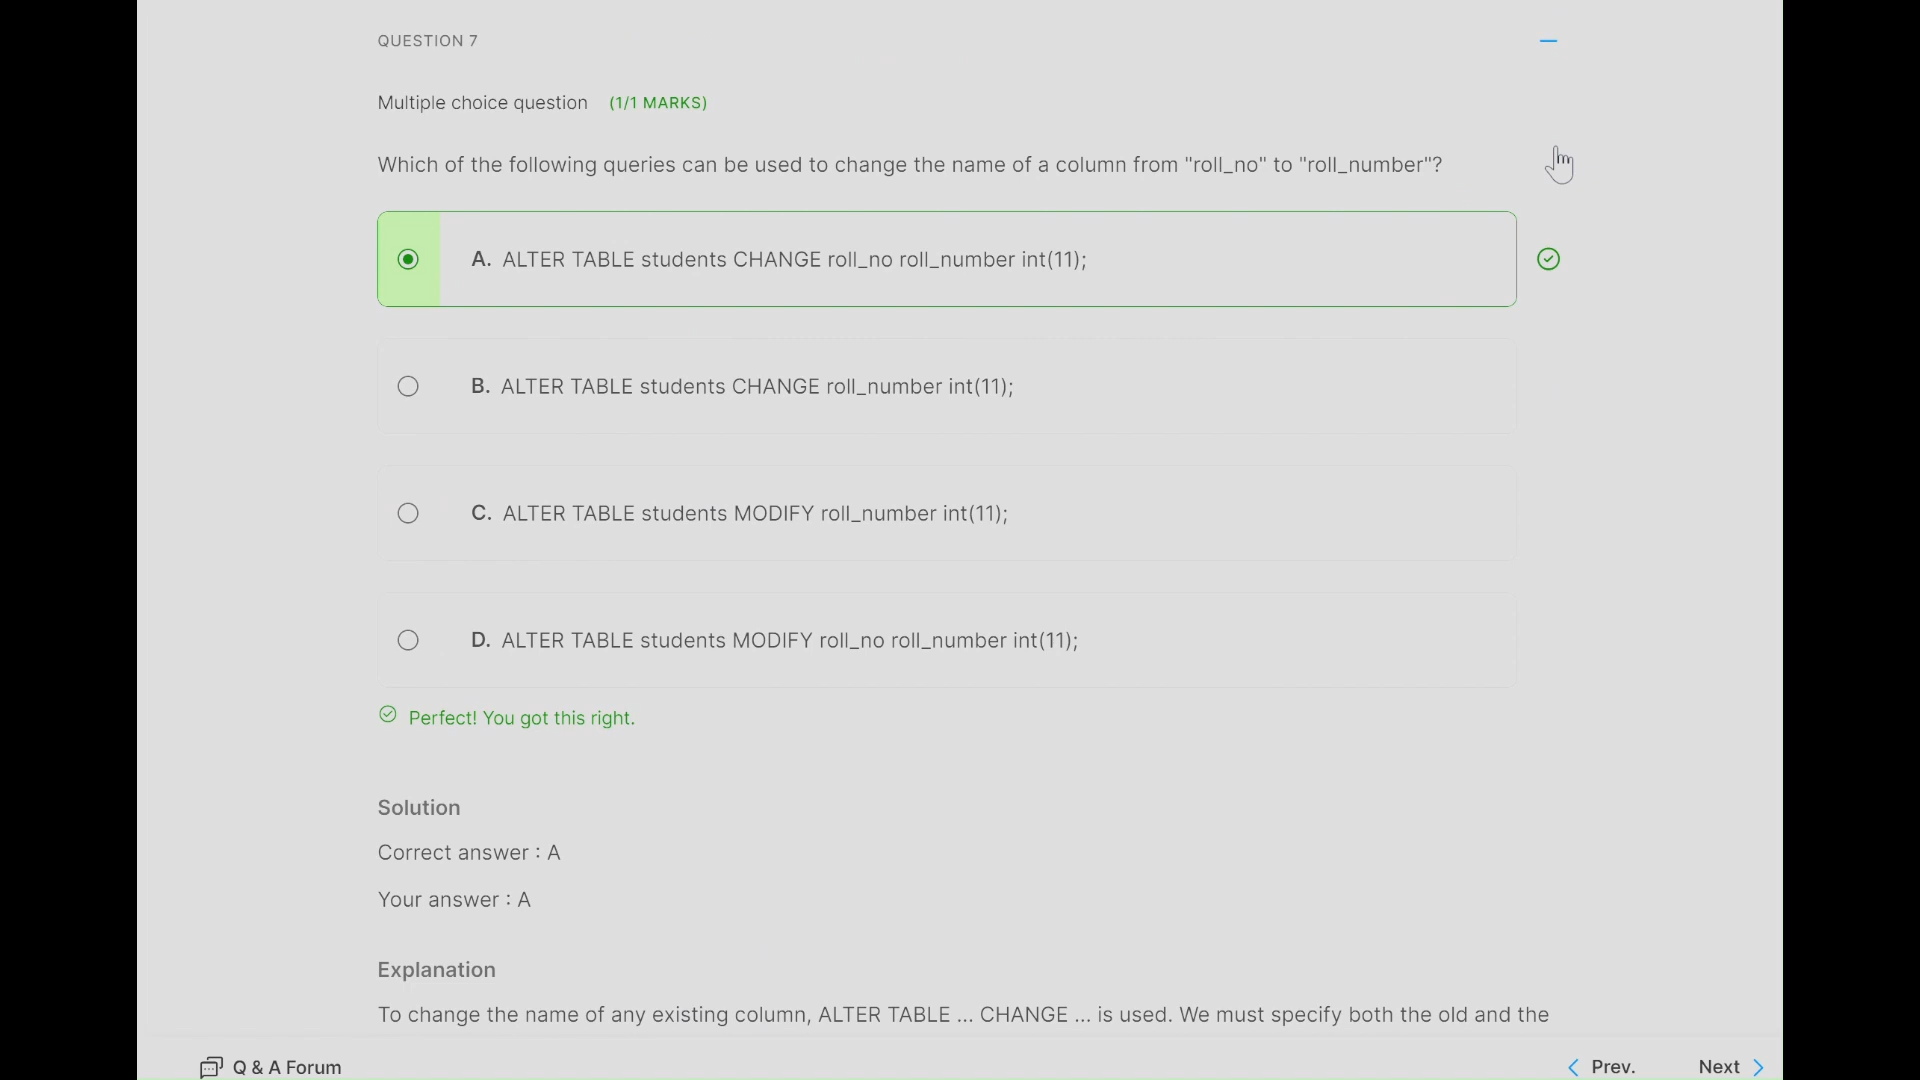 QUESTION 7
Multiple choice question (1/1 MARKS)
Which of the following queries can be used to change the name of a column from "roll_no" to "roll_number"?
A. ALTER TABLE students CHANGE roll_no roll_number int(11);
B. ALTER TABLE students CHANGE roll_number int(11);
C. ALTER TABLE students MODIFY roll_number int(11);
D. ALTER TABLE students MODIFY roll_no roll_number int(11);
Perfect! You got this right.
Solution
Correct answer : A
Your answer : A
Explanation
To change the name of any existing column, ALTER TABLE ... CHANGE ... is used. We must specify both the old and the
Q & A Forum
Prev. Next